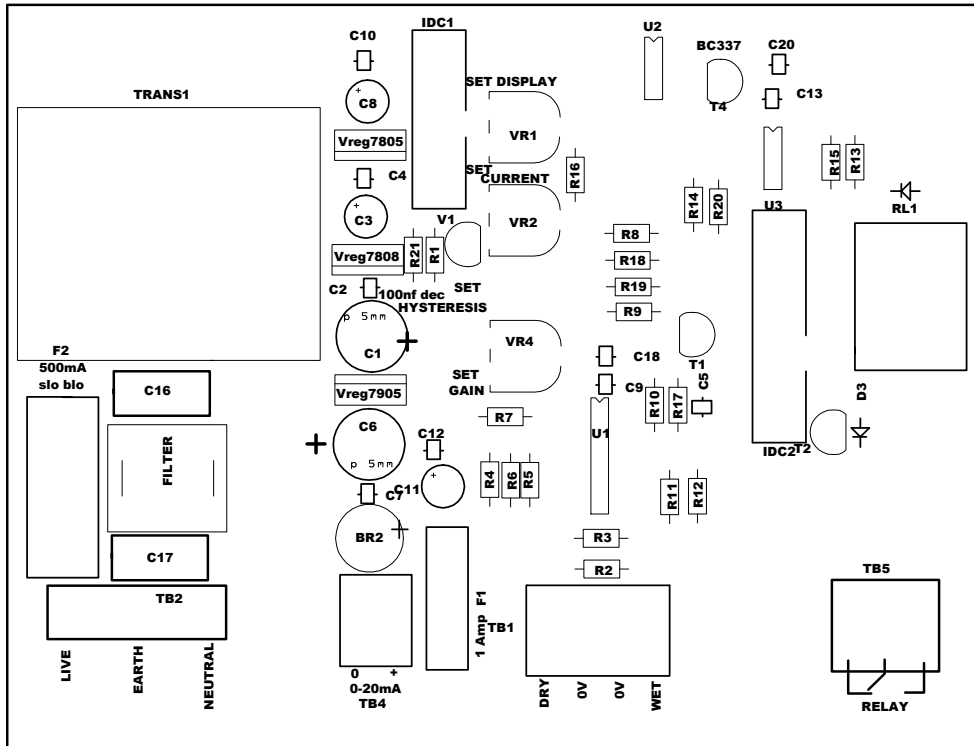 IDC1
U2
C10
BC337
C20
SET DISPLAY
TRANS1
+
C8
C13
T4
VR1
Vreg7805
SET
CURRENT
R16
R15
R13
C4
R14
R20
RL1
U3
+
C3
V1
VR2
R8
Vreg7808
R21
R1
R18
C2
100nf dec
SET
HYSTERESIS
R19
R9
p 5mm
C1
+
VR4
F2
500mA
slo blo
C18
T1
SET
GAIN
C16
Vreg7905
C9
R10
R17
C5
D3
R7
U1
C6
+
p 5mm
C12
T2
IDC2
FILTER
+
C11
C7
R4
R6
R5
R11
R12
BR2
+
R3
C17
R2
TB5
TB2
1 Amp F1
TB1
LIVE
EARTH
NEUTRAL
0 +
0-20mA
TB4
DRY
0V
0V
WET
RELAY